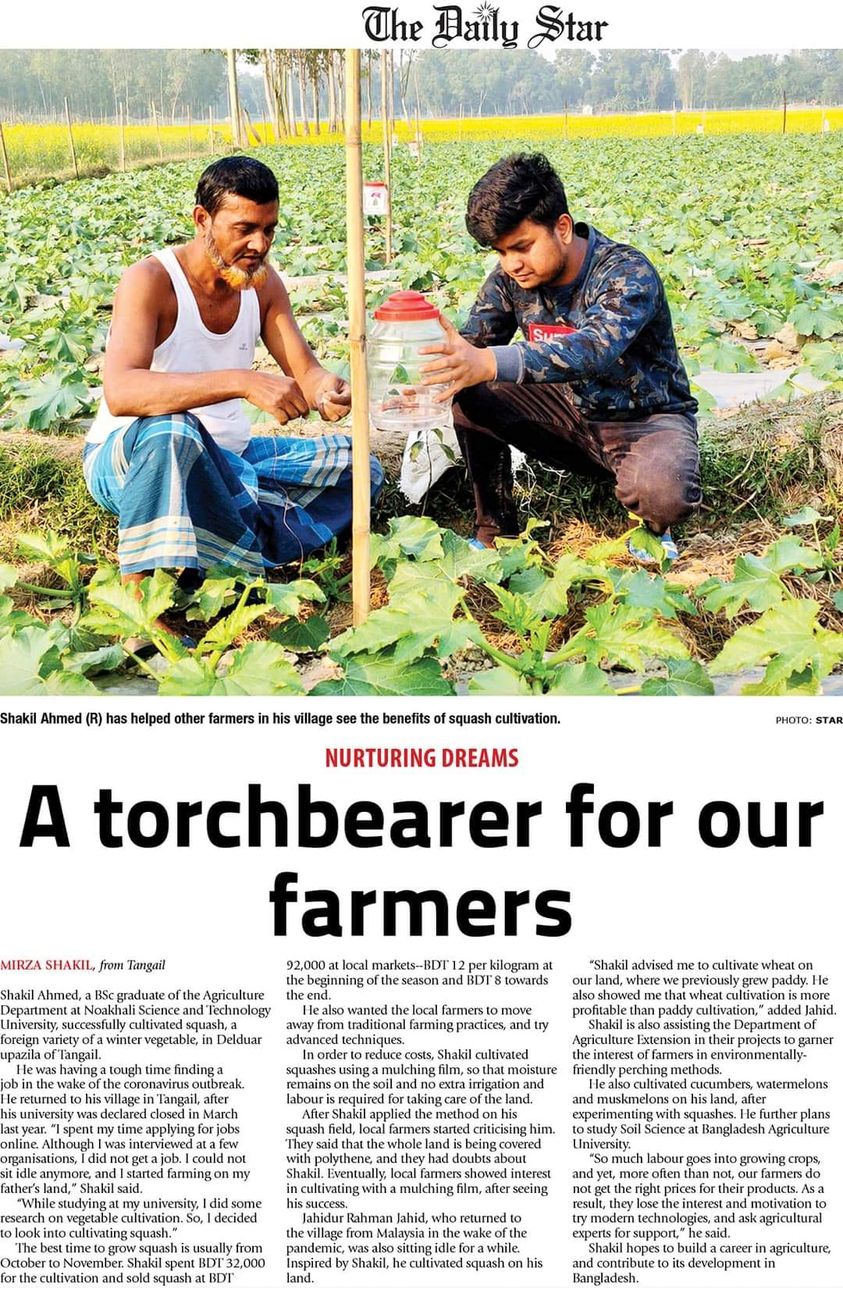 The Daily Star
Shakil Ahmed (R) has helped other farmers in his village see the benefits of squash cultivation.
PHOTO: STAR
NURTURING DREAMS
A torchbearer for our
farmers
MIRZA SHAKIL, from Tangail
Shakil Ahmed, a BSc graduate of the Agriculture
Department at Noakhali Science and Technology
University, successfully cultivated squash, a
foreign variety of a winter vegetable, in Delduar
upazila of Tangail.
He was having a tough time finding a
job in the wake of the coronavirus outbreak.
He returned to his village in Tangail, after
his university was declared closed in March
last year. “I spent my time applying for jobs
online. Although I was interviewed at a few
organisations, I did not get a job. I could not
sit idle anymore, and I started farming on my
father’s land,” Shakil said.
“While studying at my university, I did some
research on vegetable cultivation. So, I decided
to look into cultivating squash.”
The best time to grow squash is usually from
October to November. Shakil spent BDT 32,000
for the cultivation and sold squash at BDT
92,000 at local markets--BDT 12 per kilogram at
the beginning of the season and BDT 8 towards
the end.
He also wanted the local farmers to move
away from traditional farming practices, and try
advanced techniques.
In order to reduce costs, Shakil cultivated
squashes using a mulching film, so that moisture
remains on the soil and no extra irrigation and
labour is required for taking care of the land.
After Shakil applied the method on his
squash field, local farmers started criticising him.
They said that the whole land is being covered
with polythene, and they had doubts about
Shakil. Eventually, local farmers showed interest
in cultivating with a mulching film, after seeing
his success.
Jahidur Rahman Jahid, who returned to
the village from Malaysia in the wake of the
pandemic, was also sitting idle for a while.
Inspired by Shakil, he cultivated squash on his
land.
“Shakil advised me to cultivate wheat on
our land, where we previously grew paddy. He
also showed me that wheat cultivation is more
profitable than paddy cultivation,” added Jahid.
Shakil is also assisting the Department of
Agriculture Extension in their projects to garner
the interest of farmers in environmentally-
friendly perching methods.
He also cultivated cucumbers, watermelons
and muskmelons on his land, after
experimenting with squashes. He further plans
to study Soil Science at Bangladesh Agriculture
University.
“So much labour goes into growing crops,
and yet, more often than not, our farmers do
not get the right prices for their products. As a
result, they lose the interest and motivation to
try modern technologies, and ask agricultural
experts for support,” he said.
Shakil hopes to build a career in agriculture,
and contribute to its development in
Bangladesh.